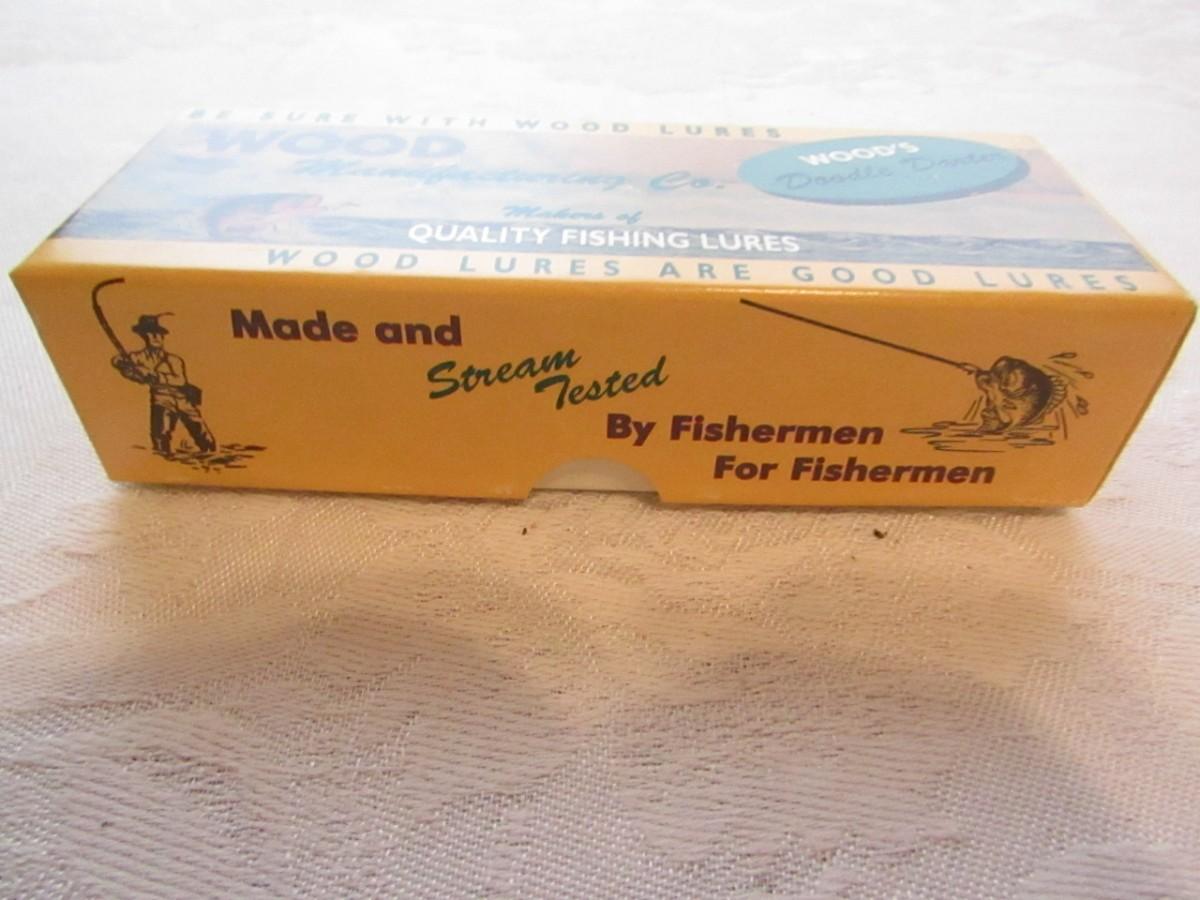 BE SURE WITH WOOD LURES
WOOD
Manufacturing Co.
Makers of
QUALITY FISHING LURES
WOOD'S
Doodle Dexter
WOOD LURES ARE GOOD LURES
Made and
Stream
Tested
By Fishermen
For Fishermen